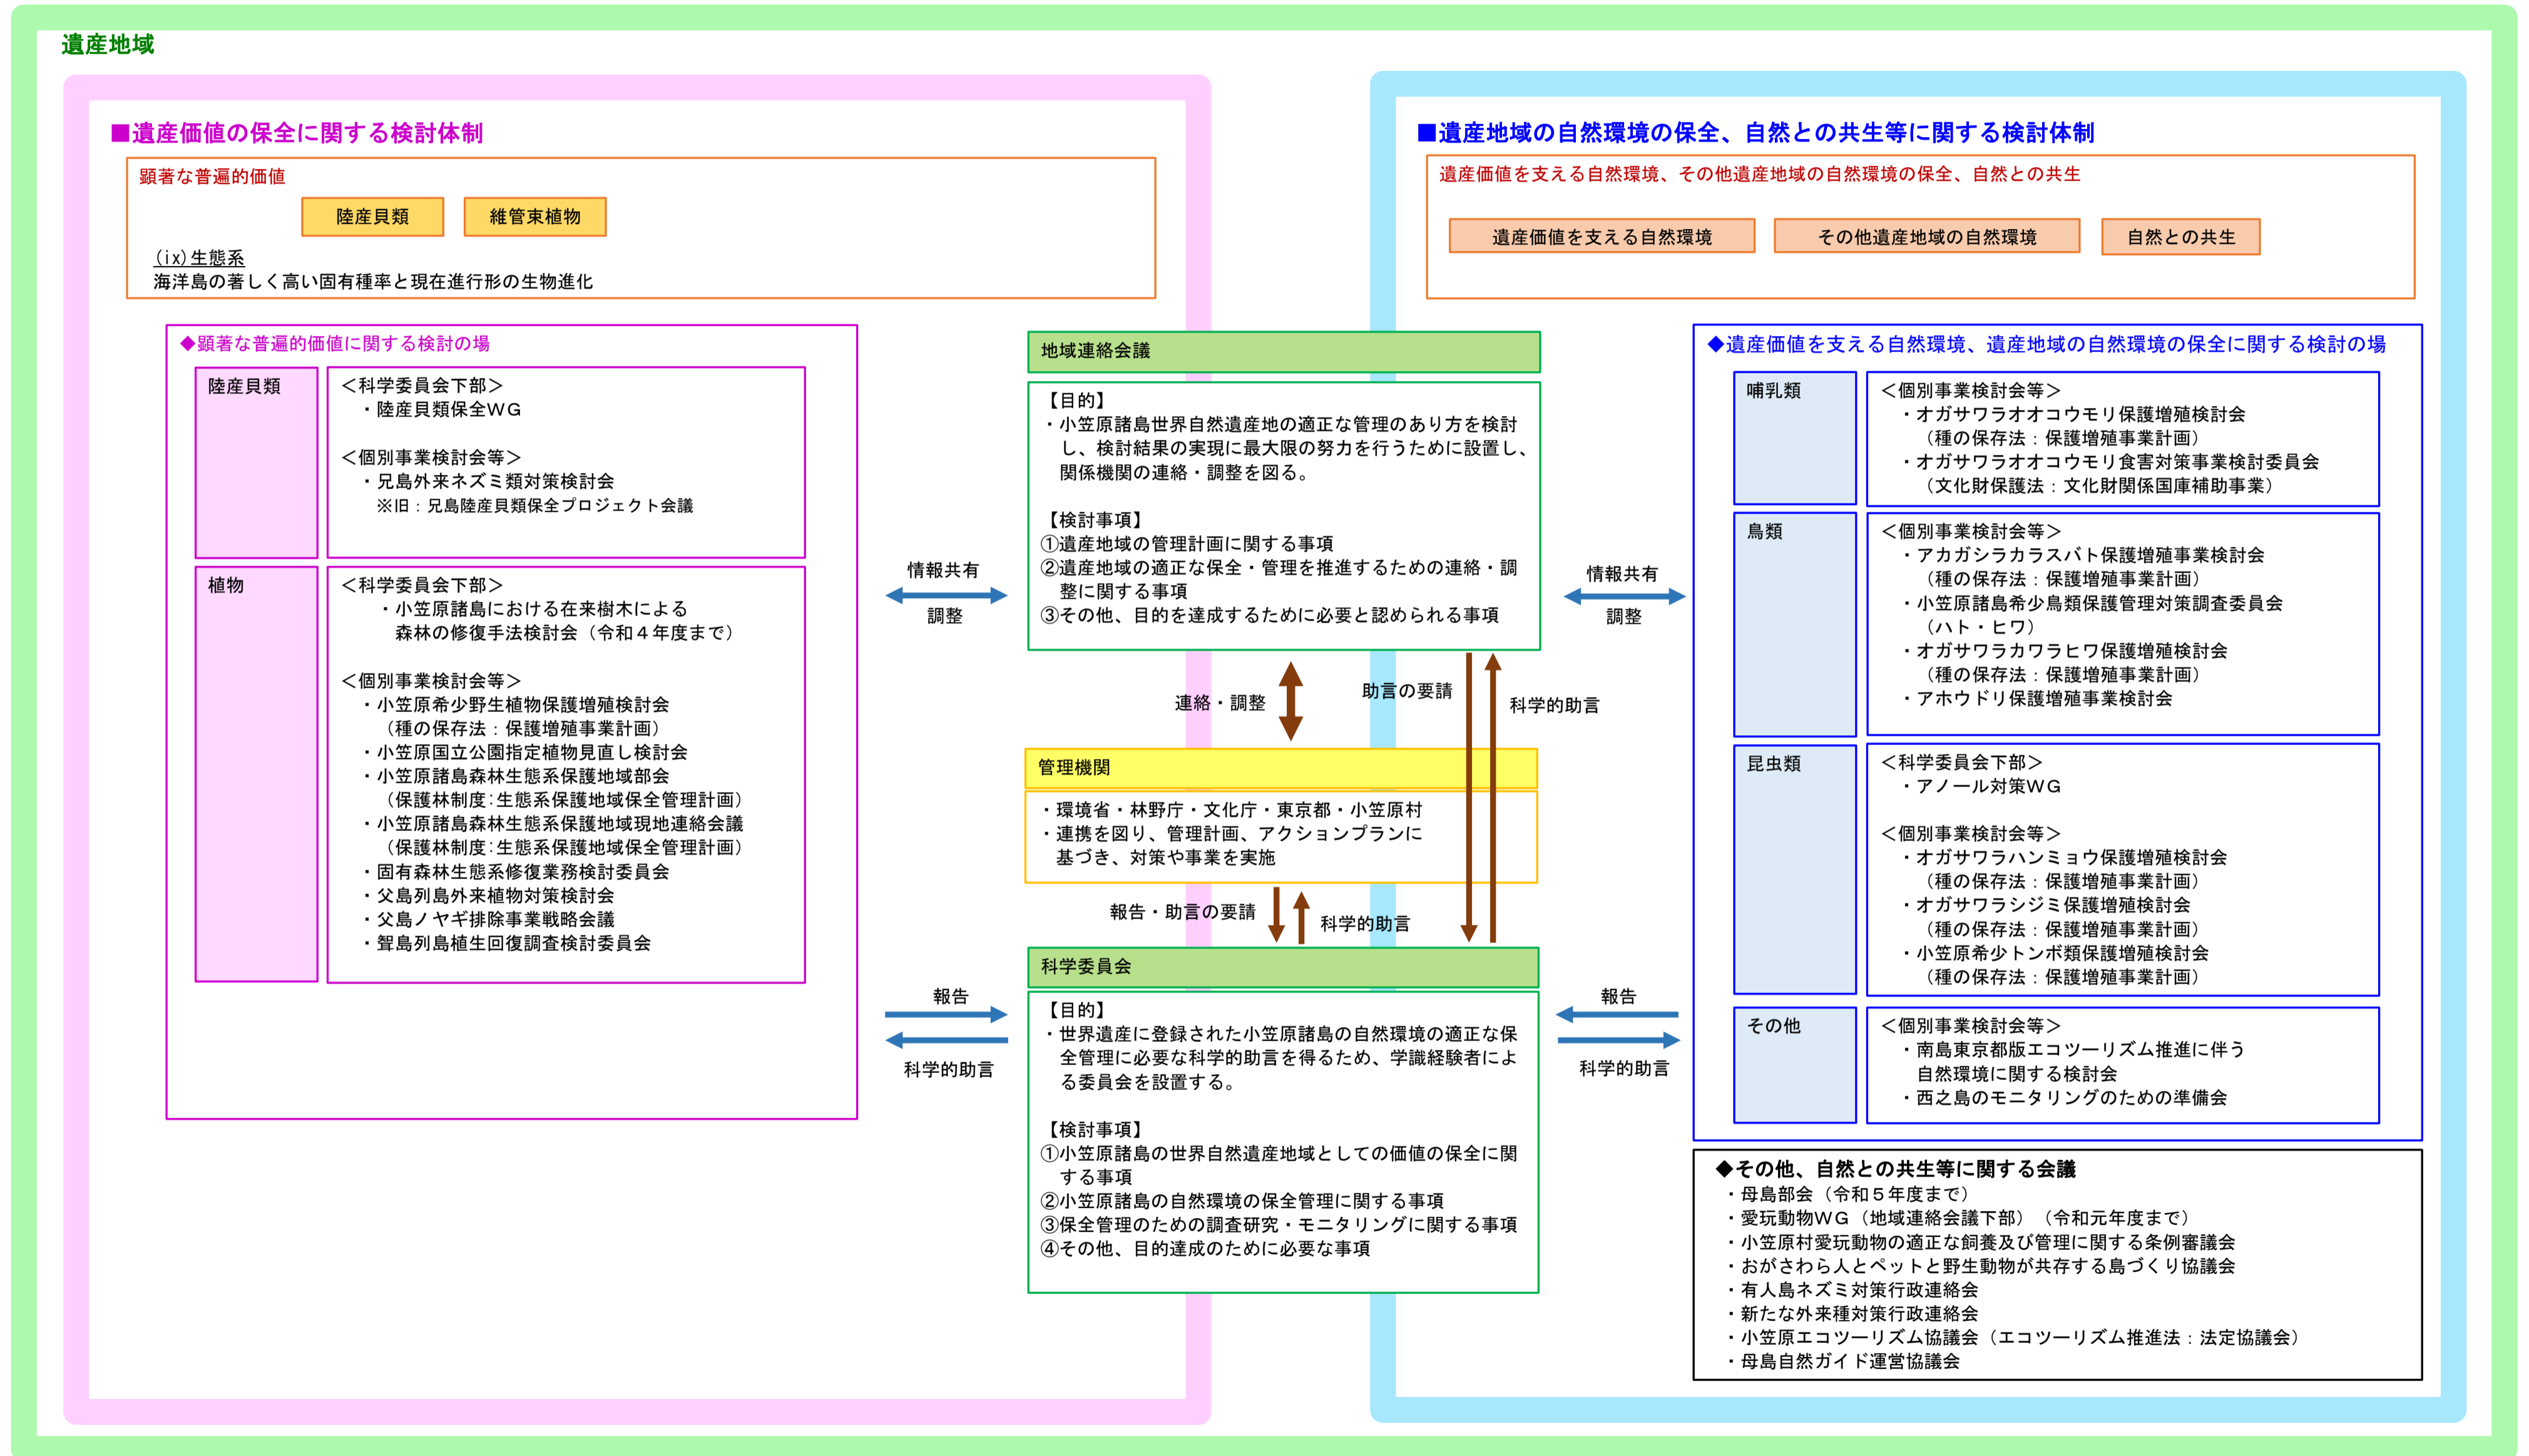 遺産地域
■遺産価値の保全に関する検討体制
顕著な普遍的価値
陸産貝類
維管束植物
(ix)生態系
海洋島の著しく高い固有種率と現在進行形の生物進化
◆顕著な普遍的価値に関する検討の場
陸産貝類
＜科学委員会下部＞
・陸産貝類保全WG
＜個別事業検討会等＞
・兄島外来ネズミ類対策検討会
※旧：兄島陸産貝類保全プロジェクト会議
植物
＜科学委員会下部＞
・小笠原諸島における在来樹木による
森林の修復手法検討会（令和４年度まで）
＜個別事業検討会等＞
・小笠原希少野生植物保護増殖検討会
（種の保存法：保護増殖事業計画）
・小笠原国立公園指定植物見直し検討会
・小笠原諸島森林生態系保護地域部会
（保護林制度:生態系保護地域保全管理計画）
・小笠原諸島森林生態系保護地域現地連絡会議
（保護林制度:生態系保護地域保全管理計画）
・固有森林生態系修復業務検討委員会
・父島列島外来植物対策検討会
・父島ノヤギ排除事業戦略会議
・聟島列島植生回復調査検討委員会
情報共有
調整
報告
科学的助言
地域連絡会議
【目的】
・小笠原諸島世界自然遺産地の適正な管理のあり方を検討
し、検討結果の実現に最大限の努力を行うために設置し、
関係機関の連絡・調整を図る。
【検討事項】
①遺産地域の管理計画に関する事項
②遺産地域の適正な保全・管理を推進するための連絡・調
整に関する事項
③その他、目的を達成するために必要と認められる事項
連絡・調整
助言の要請
科学的助言
管理機関
・環境省・林野庁・文化庁・東京都・小笠原村
・連携を図り、管理計画、アクションプランに
基づき、対策や事業を実施
報告・助言の要請
科学的助言
科学委員会
【目的】
・世界遺産に登録された小笠原諸島の自然環境の適正な保
全管理に必要な科学的助言を得るため、学識経験者によ
る委員会を設置する。
【検討事項】
①小笠原諸島の世界自然遺産地域としての価値の保全に関
する事項
②小笠原諸島の自然環境の保全管理に関する事項
③保全管理のための調査研究・モニタリングに関する事項
④その他、目的達成のために必要な事項
情報共有
調整
報告
科学的助言
■遺産地域の自然環境の保全、自然との共生等に関する検討体制
遺産価値を支える自然環境、その他遺産地域の自然環境の保全、自然との共生
遺産価値を支える自然環境
その他遺産地域の自然環境
自然との共生
◆遺産価値を支える自然環境、遺産地域の自然環境の保全に関する検討の場
哺乳類
＜個別事業検討会等＞
・オガサワラオオコウモリ保護増殖検討会
（種の保存法：保護増殖事業計画）
・オガサワラオオコウモリ食害対策事業検討委員会
（文化財保護法：文化財関係国庫補助事業）
鳥類
＜個別事業検討会等＞
・アカガシラカラスバト保護増殖事業検討会
（種の保存法：保護増殖事業計画）
・小笠原諸島希少鳥類保護管理対策調査委員会
（ハト・ヒワ）
・オガサワラカワラヒワ保護増殖検討会
（種の保存法：保護増殖事業計画）
・アホウドリ保護増殖事業検討会
昆虫類
＜科学委員会下部＞
・アノール対策WG
＜個別事業検討会等＞
・オガサワラハンミョウ保護増殖検討会
（種の保存法：保護増殖事業計画）
・オガサワラシジミ保護増殖検討会
（種の保存法：保護増殖事業計画）
・小笠原希少トンボ類保護増殖検討会
（種の保存法：保護増殖事業計画）
その他
＜個別事業検討会等＞
・南島東京都版エコツーリズム推進に伴う
自然環境に関する検討会
・西之島のモニタリングのための準備会
◆その他、自然との共生等に関する会議
・母島部会（令和５年度まで）
・愛玩動物WG（地域連絡会議下部）（令和元年度まで）
・小笠原村愛玩動物の適正な飼養及び管理に関する条例審議会
・おがさわら人とペットと野生動物が共存する島づくり協議会
・有人島ネズミ対策行政連絡会
・新たな外来種対策行政連絡会
・小笠原エコツーリズム協議会（エコツーリズム推進法：法定協議会）
・母島自然ガイド運営協議会